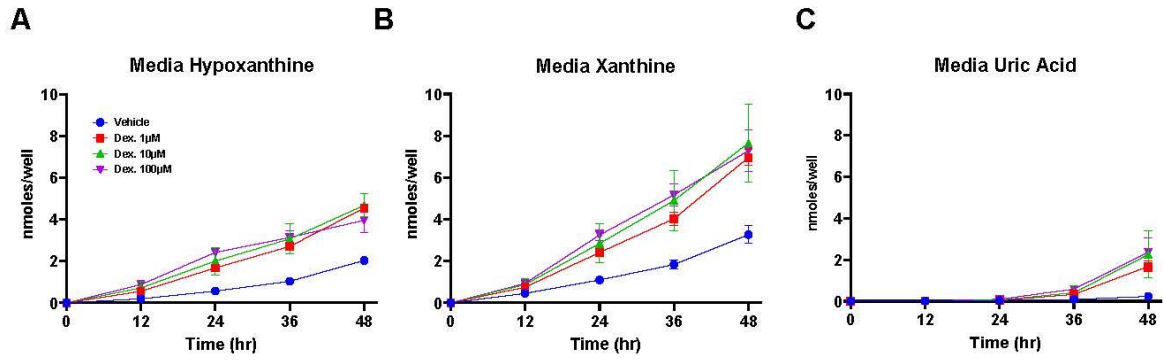 A
B
C
Media Hypoxanthine
Media Xanthine
Media Uric Acid
nmoles/well
10
8
6
4
2
0
Vehicle
Dex. 1μM
Dex. 10μM
Dex. 100μM
0 12 24 36 48
Time (hr)
nmoles/well
10
8
6
4
2
0
0 12 24 36 48
Time (hr)
nmoles/well
10
8
6
4
2
0
0 12 24 36 48
Time (hr)